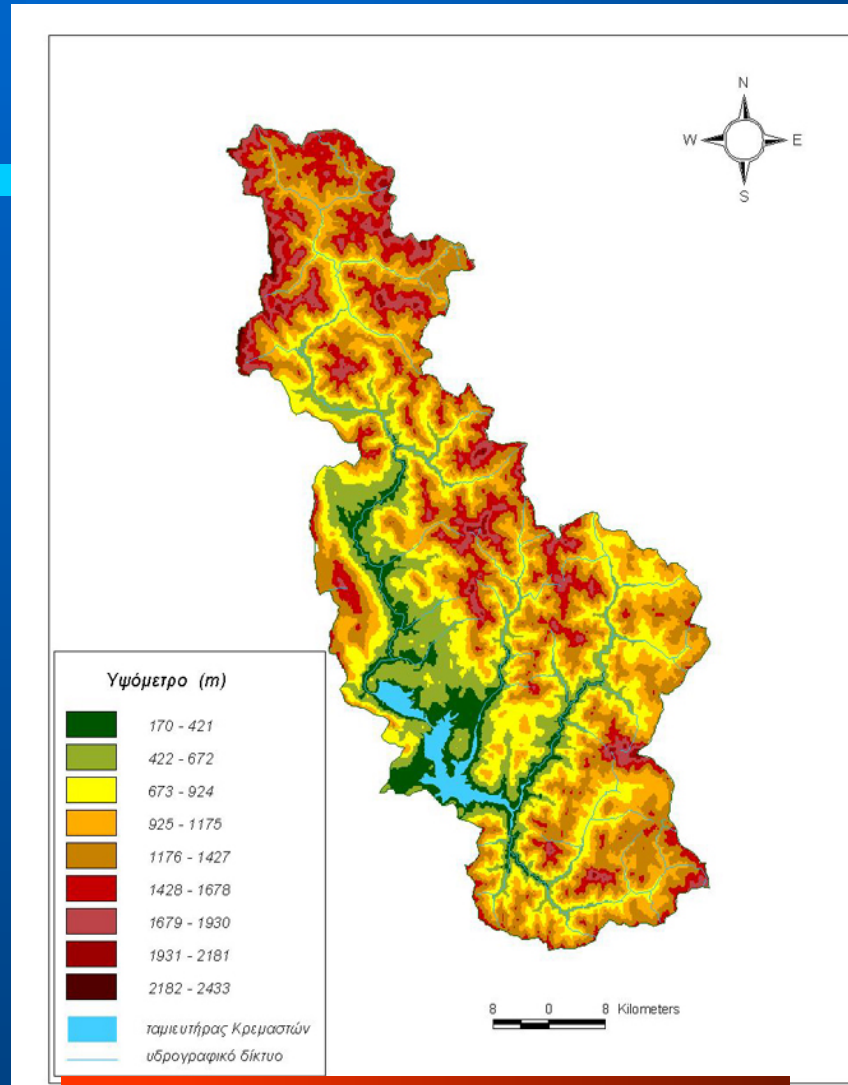 N
W E
S
Υψόμετρο (m)
170 - 421
422 - 672
673 - 924
925 - 1175
1176 - 1427
1428 - 1678
1679 - 1930
1931 - 2181
2182 - 2433
ταμιευτήρας Κρεμαστών
υδρογραφικό δίκτυο
8 0 8 Kilometers